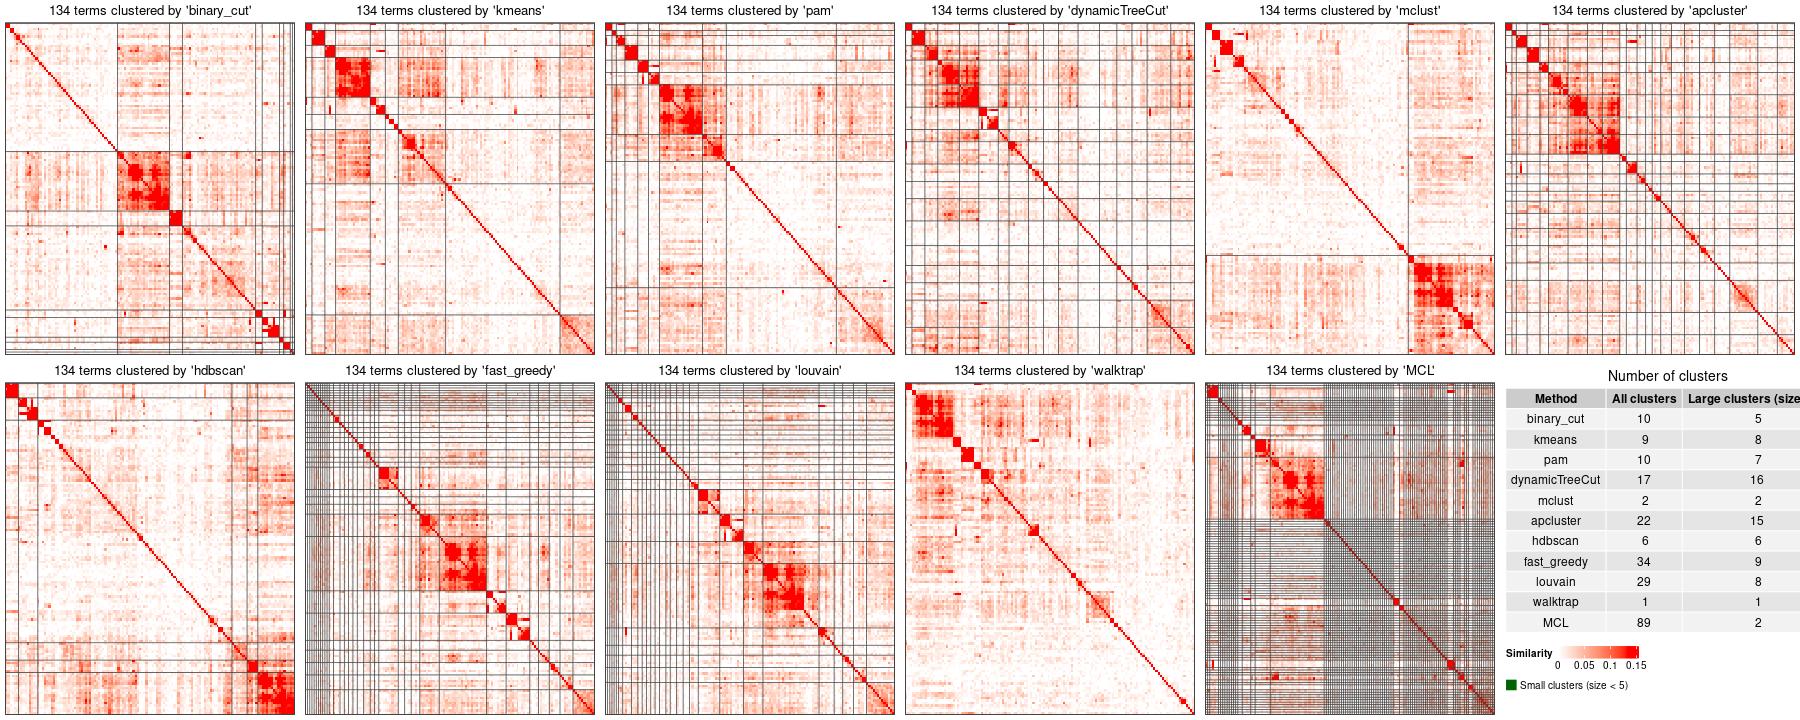 134 terms clustered by 'binary_cut'
134 terms clustered by 'kmeans'
134 terms clustered by 'pam'
134 terms clustered by 'dynamicTreeCut'
134 terms clustered by 'mclust'
134 terms clustered by 'apcluster'
134 terms clustered by 'hdbscan'
134 terms clustered by 'fast_greedy'
134 terms clustered by 'louvain'
134 terms clustered by 'walktrap'
134 terms clustered by 'MCL'
Number of clusters
Method All clusters Large clusters (size
binary_cut 10 5
kmeans 9 8
pam 10 7
dynamicTreeCut 17 16
mclust 2 2
apcluster 22 15
hdbscan 6 6
fast_greedy 34 9
louvain 29 8
walktrap 1 1
MCL 89 2
Similarity
0 0.05 0.1 0.15
Small clusters (size < 5)